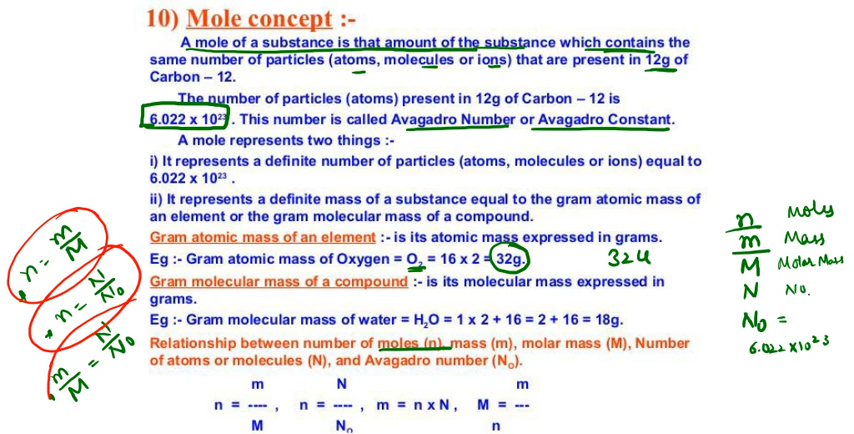 10) Mole concept :-
A mole of a substance is that amount of the substance which contains the
same number of particles (atoms, molecules or ions) that are present in 12g of
Carbon – 12.
The number of particles (atoms) present in 12g of Carbon – 12 is
6.022 x 10²³ . This number is called Avagadro Number or Avagadro Constant.
A mole represents two things :-
i) It represents a definite number of particles (atoms, molecules or ions) equal to
6.022 x 10²³ .
ii) It represents a definite mass of a substance equal to the gram atomic mass of
an element or the gram molecular mass of a compound.
Gram atomic mass of an element :- is its atomic mass expressed in grams.
Eg :- Gram atomic mass of Oxygen = O₂ = 16 x 2 = 32g.
32u
Gram molecular mass of a compound :- is its molecular mass expressed in
grams.
Eg :- Gram molecular mass of water = H₂O = 1 x 2 + 16 = 2 + 16 = 18g.
Relationship between number of moles (n), mass (m), molar mass (M), Number
of atoms or molecules (N), and Avagadro number (N₀).
m N m
n = ---- , n = ---- , m = n x N , M = ---
M N₀ n
n = m/M
n = N/N₀
m/M = N/N₀
n Moles
m Mass
M Molar Mass
N No.
N₀ =
6.022 x 10²³